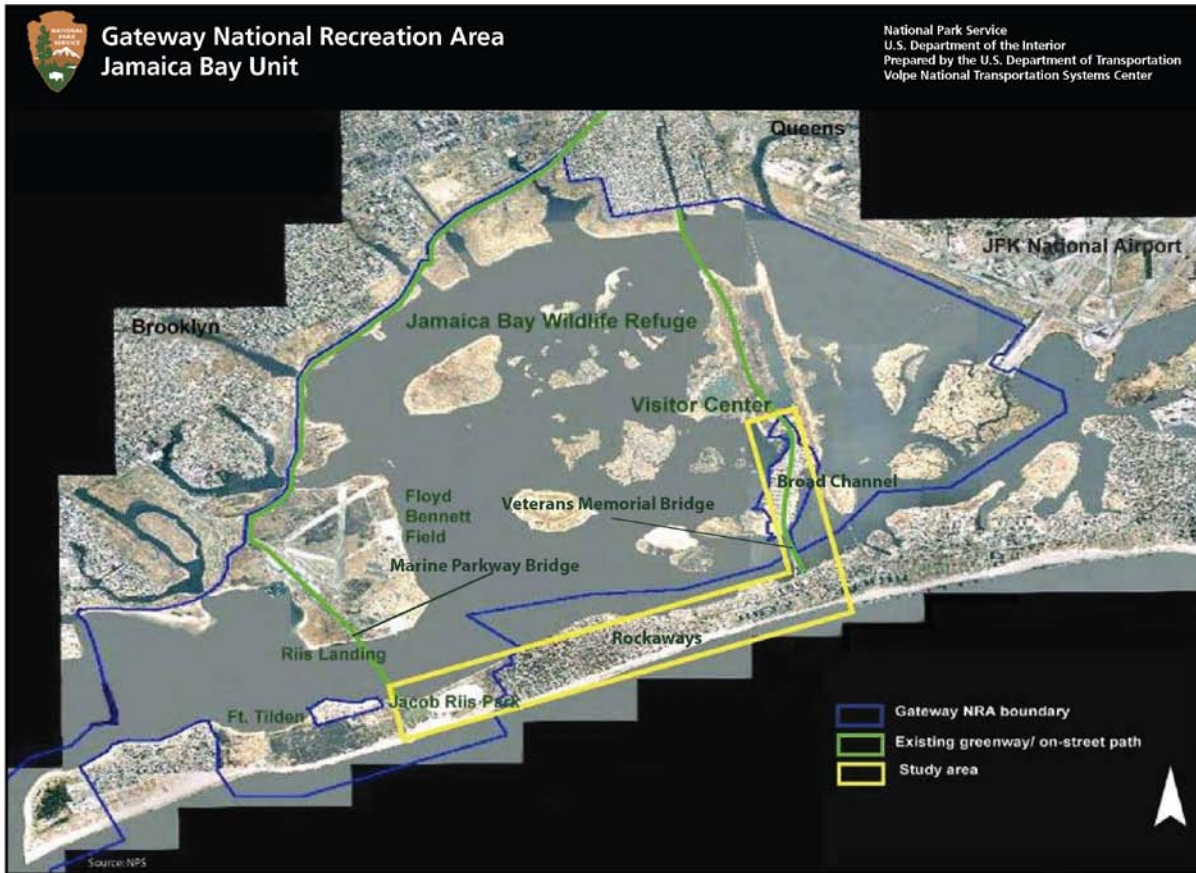 NATIONAL
PARK
SERVICE
Gateway National Recreation Area
Jamaica Bay Unit
National Park Service
U.S. Department of the Interior
Prepared by the U.S. Department of Transportation
Volpe National Transportation Systems Center
Queens
JFK National Airport
Brooklyn
Jamaica Bay Wildlife Refuge
Visitor Center
Broad Channel
Floyd
Bennett
Field
Veterans Memorial Bridge
Marine Parkway Bridge
Riis Landing
Rockaways
Jacob Riis Park
Ft. Tilden
Gateway NRA boundary
Existing greenway/ on-street path
Study area
Source: NPS